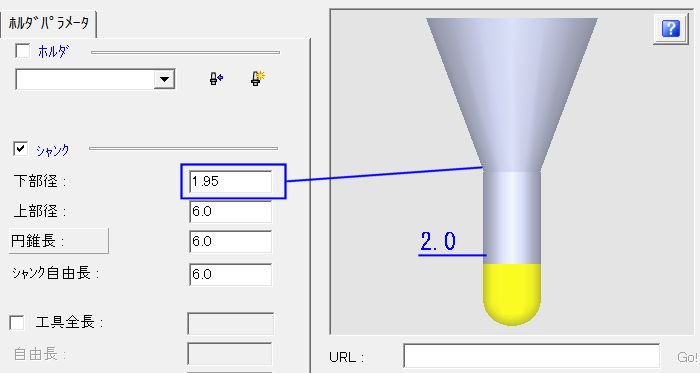 ﾎﾙﾀﾞﾊﾟﾗﾒｰﾀ
ﾎﾙﾀﾞ
ｼｬﾝｸ
下部径 : 1.95
上部径 : 6.0
円錐長 : 6.0
ｼｬﾝｸ自由長 : 6.0
工具全長 :
自由長 :
?
2.0
URL : Go!